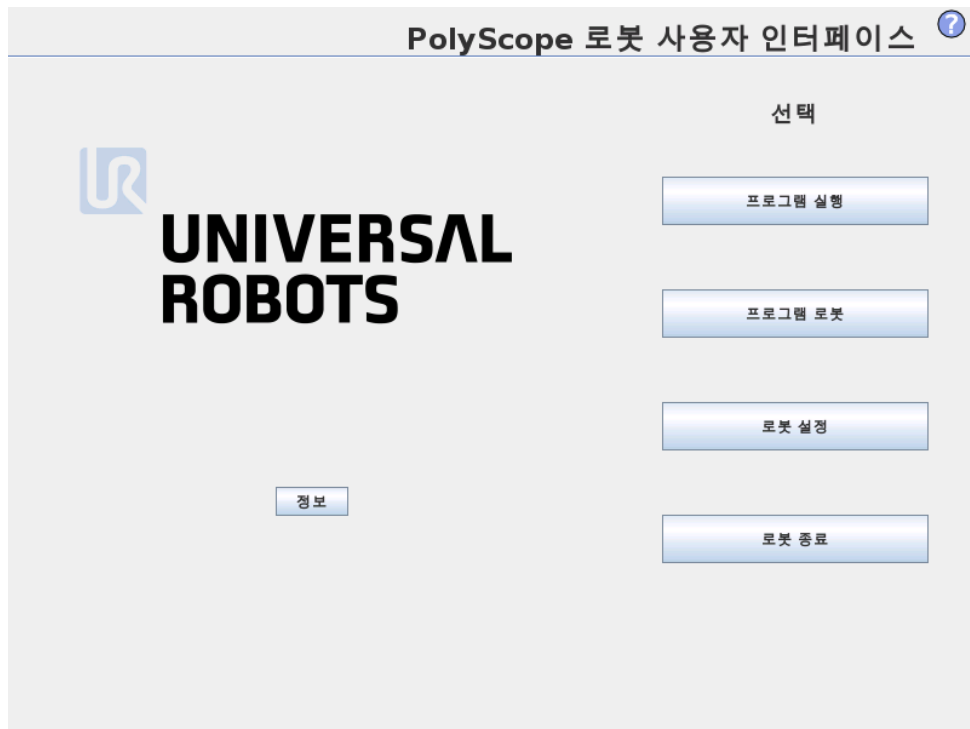 PolyScope 로봇 사용자 인터페이스
?
선택
UR
UNIVERSAL
ROBOTS
프로그램 실행
프로그램 로봇
로봇 설정
정보
로봇 종료